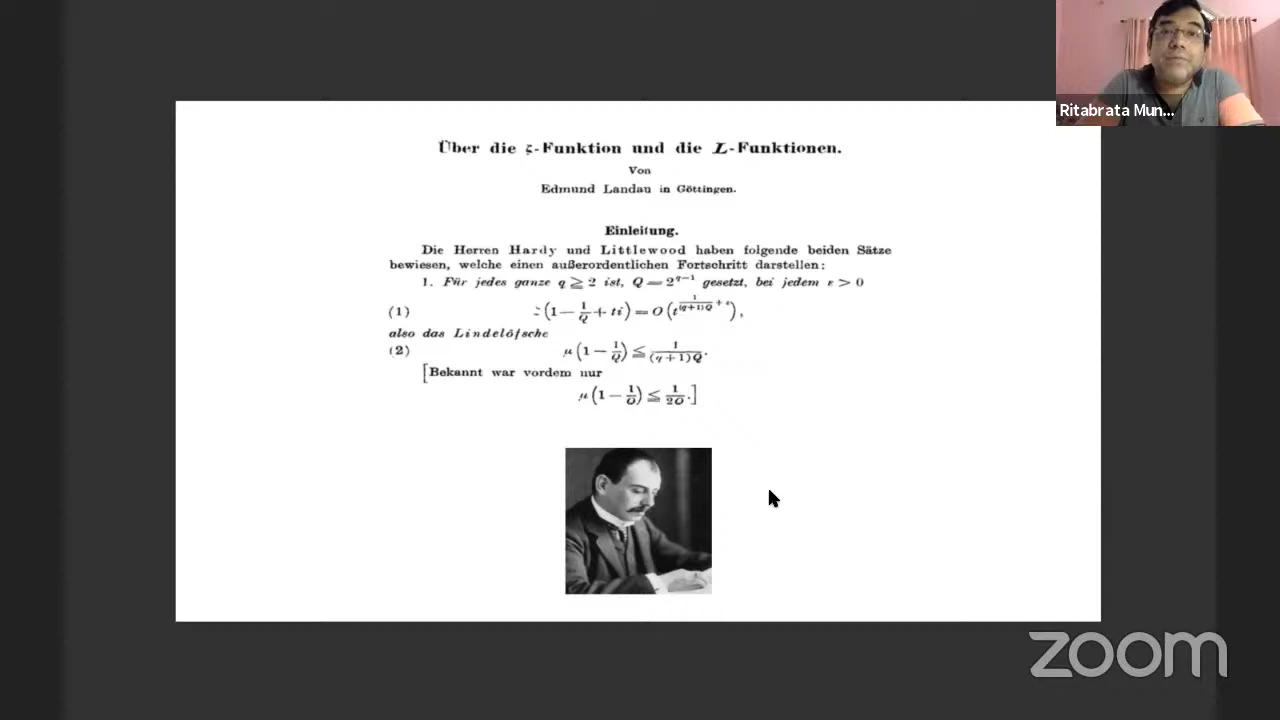 Über die ζ-Funktion und die L-Funktionen.
Von
Edmund Landau in Göttingen.
Einleitung.
Die Herren Hardy und Littlewood haben folgende beiden Sätze
bewiesen, welche einen außerordentlichen Fortschritt darstellen:
1. Für jedes ganze q ≧ 2 ist, Q = 2^{q-1} gesetzt, bei jedem ε > 0
(1) ζ(1 − 1/Q + ti) = O(t^{1/((q+1)Q) + ε}),
also das Lindelöfsche
(2) μ(1 − 1/Q) ≦ 1/((q+1)Q).
[Bekannt war vordem nur
μ(1 − 1/Q) ≦ 1/(2Q).]
Ritabrata Mun...
zoom